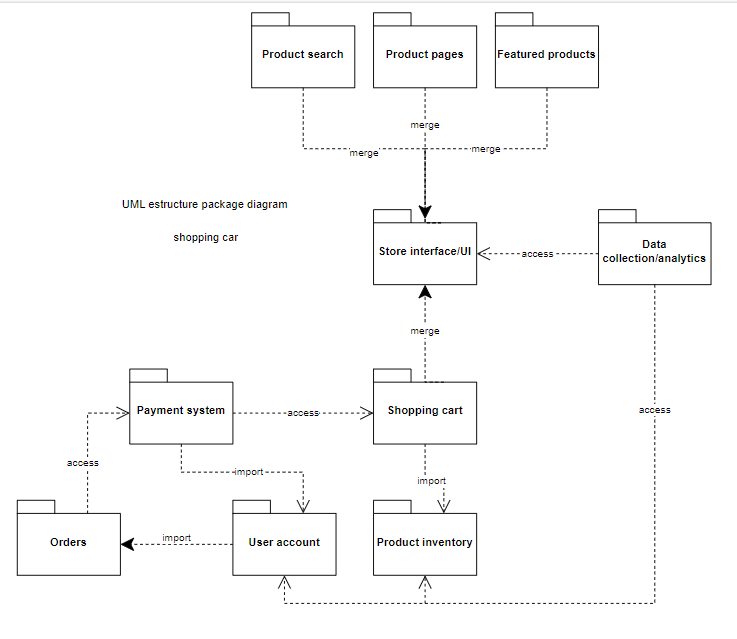 Product search
Product pages
Featured products
merge
merge
merge
UML estructure package diagram
shopping car
Store interface/UI
access
Data
collection/analytics
merge
Payment system
access
Shopping cart
access
access
import
import
Orders
import
User account
Product inventory